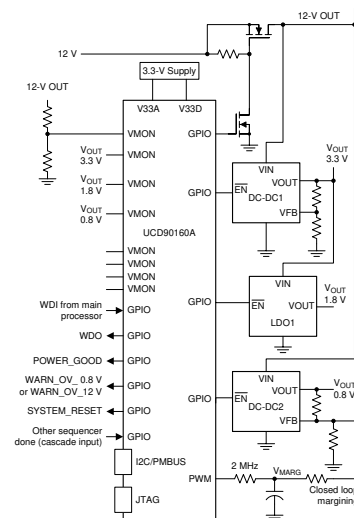 12-V OUT
12 V
3.3-V Supply
12-V OUT
V33A V33D
VMON
GPIO
VOUT
3.3 V
VMON
VOUT
1.8 V
VMON
VOUT
0.8 V
VMON
UCD90160A
VMON
VMON
VMON
VMON
WDI from main
processor
GPIO
WDO
GPIO
POWER_GOOD
GPIO
WARN_OV_ 0.8 V
or WARN_OV_12 V
GPIO
SYSTEM_RESET
GPIO
Other sequencer
done (cascade input)
GPIO
I2C/PMBUS
JTAG
GPIO
VIN
EN
VOUT
DC-DC1
VFB
VOUT
3.3 V
GPIO
VIN
EN
VOUT
LDO1
VOUT
1.8 V
GPIO
VIN
EN
VOUT
DC-DC2
VFB
VOUT
0.8 V
PWM
2 MHz
VMARG
Closed loop
margining